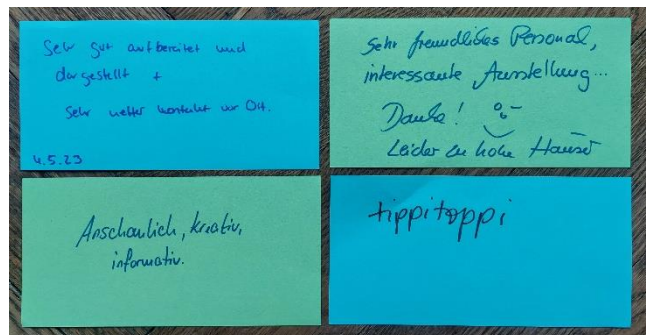 Sehr gut aufbereitet und
dargestellt +
Sehr netter Kontakt vor Ort.
4.5.23
Sehr freundliches Personal,
interessante Ausstellung...
Danke!
Leider zu hohe Häuser
Anschaulich, kreativ,
informativ.
tippitoppi